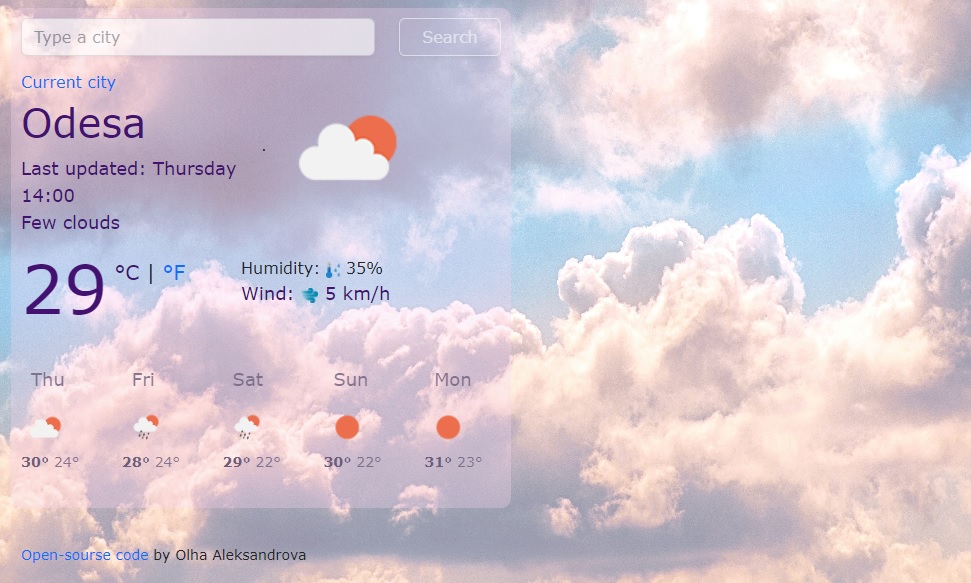 Type a city Search
Current city
Odesa
Last updated: Thursday
14:00
Few clouds
29 °C | °F
Humidity: 35%
Wind: 5 km/h
Thu Fri Sat Sun Mon
30° 24° 28° 24° 29° 22° 30° 22° 31° 23°
Open-sourse code by Olha Aleksandrova